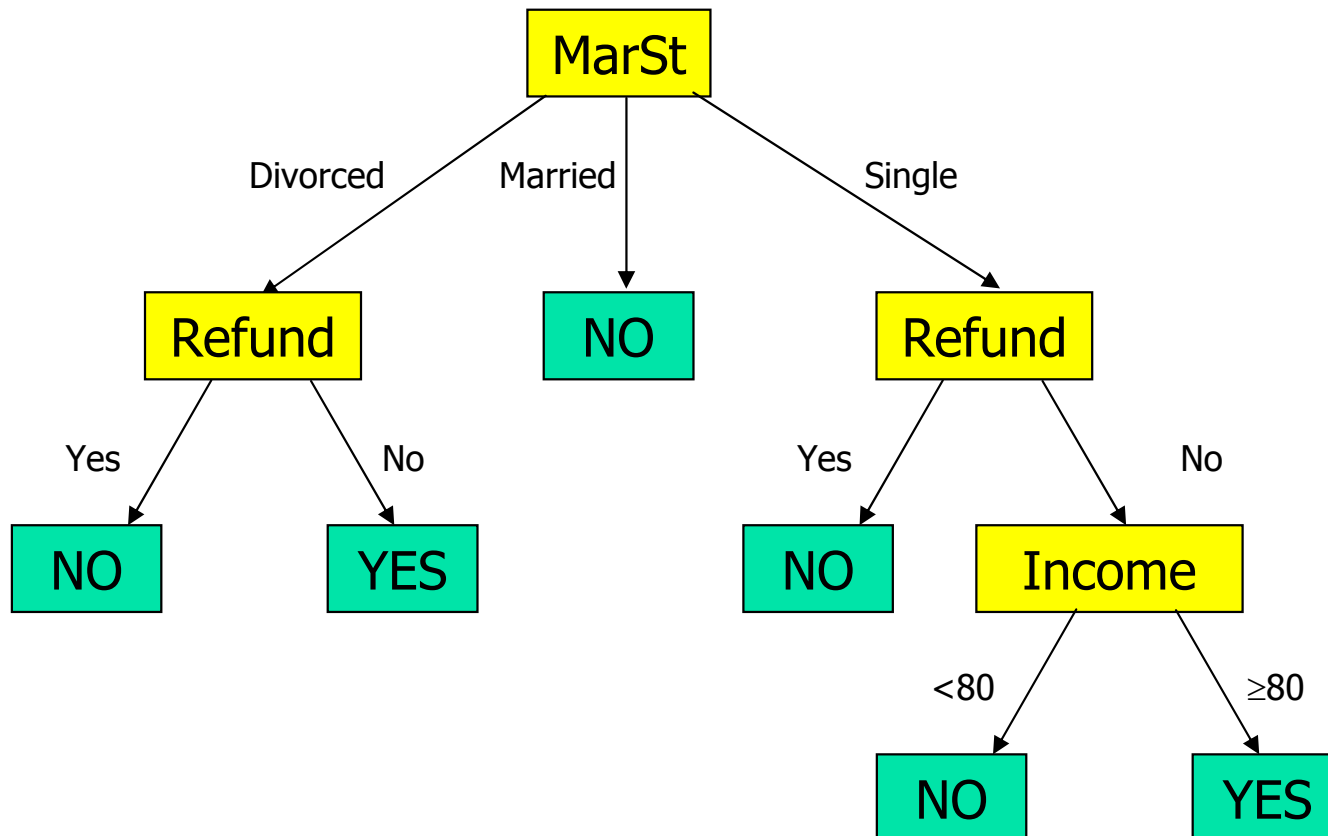 MarSt
Divorced
Married
Single
Refund
NO
Refund
Yes
No
Yes
No
NO
YES
NO
Income
<80
≥80
NO
YES